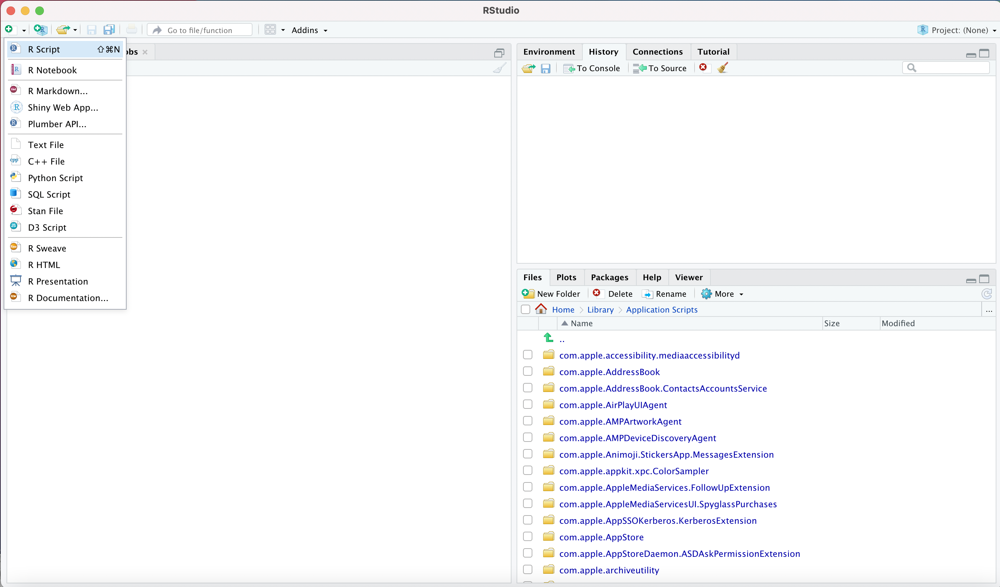 RStudio
Go to file/function
Addins
Project: (None)
R Script ⇧⌘N
R Notebook
R Markdown...
Shiny Web App...
Plumber API...
Text File
C++ File
Python Script
SQL Script
Stan File
D3 Script
R Sweave
R HTML
R Presentation
R Documentation...
obs
Environment History Connections Tutorial
To Console To Source
Files Plots Packages Help Viewer
New Folder Delete Rename More
Home Library Application Scripts ...
Name Size Modified
..
com.apple.accessibility.mediaaccessibilityd
com.apple.AddressBook
com.apple.AddressBook.ContactsAccountsService
com.apple.AirPlayUIAgent
com.apple.AMPArtworkAgent
com.apple.AMPDeviceDiscoveryAgent
com.apple.Animoji.StickersApp.MessagesExtension
com.apple.appkit.xpc.ColorSampler
com.apple.AppleMediaServices.FollowUpExtension
com.apple.AppleMediaServicesUI.SpyglassPurchases
com.apple.AppSSOKerberos.KerberosExtension
com.apple.AppStore
com.apple.AppStoreDaemon.ASDAskPermissionExtension
com.apple.archiveutility